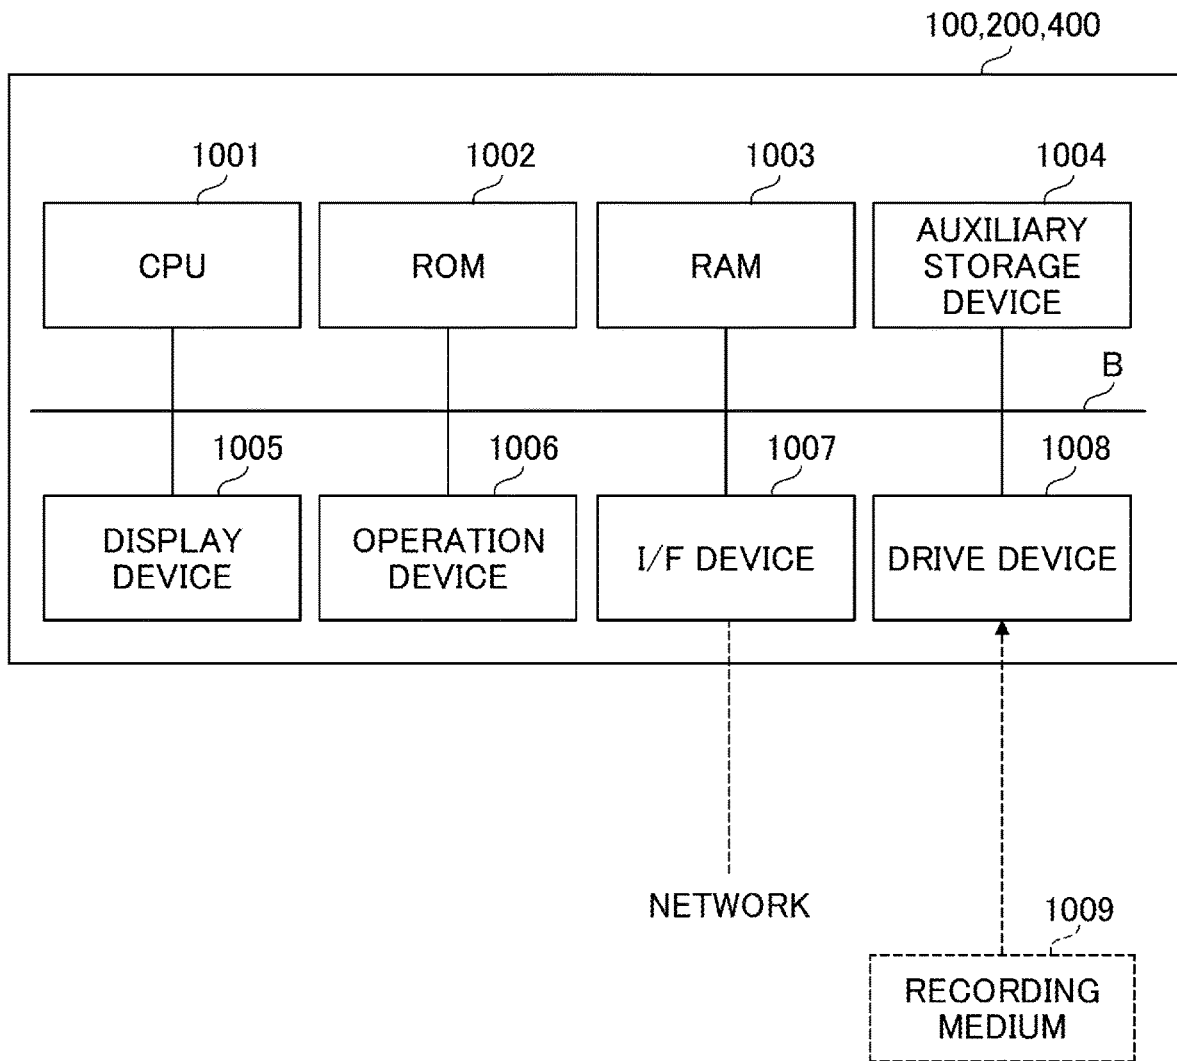 100,200,400
1001
1002
1003
1004
CPU
ROM
RAM
AUXILIARY
STORAGE
DEVICE
B
1005
1006
1007
1008
DISPLAY
DEVICE
OPERATION
DEVICE
I/F DEVICE
DRIVE DEVICE
NETWORK
1009
RECORDING
MEDIUM